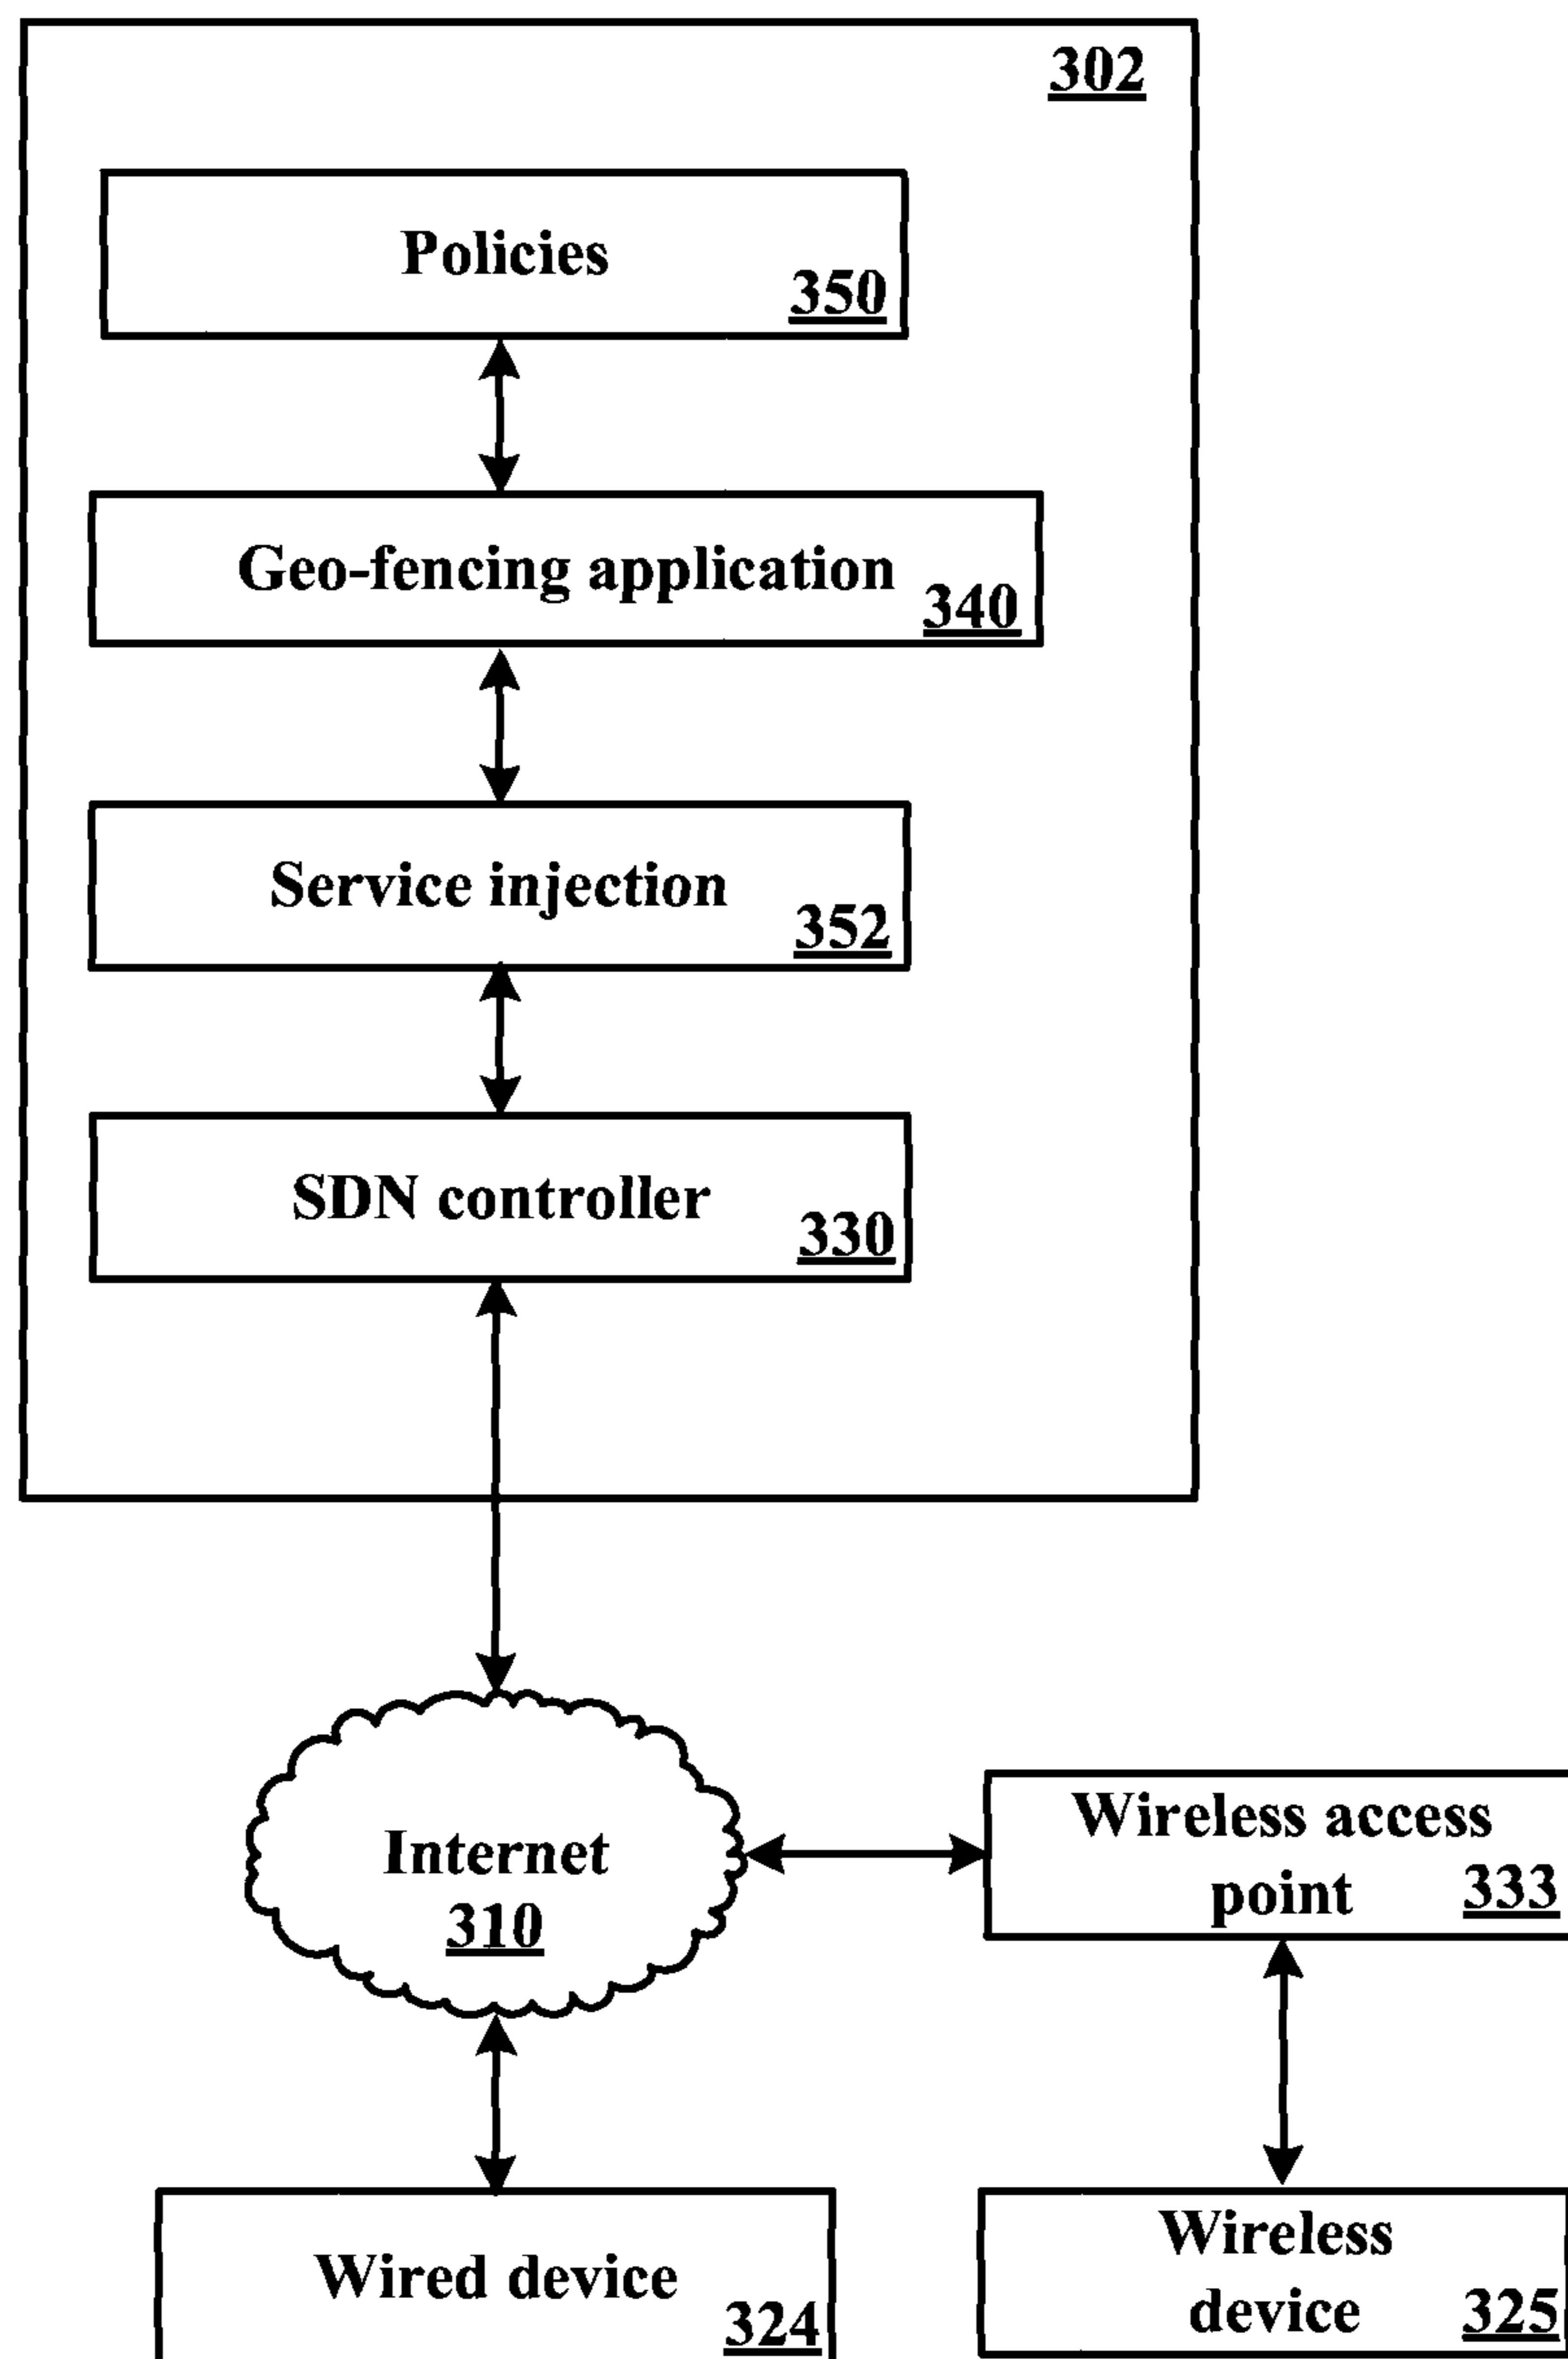 302
Policies
350
Geo-fencing application
340
Service injection
352
SDN controller
330
Internet
310
Wireless access
point 333
Wired device
324
Wireless
device 325